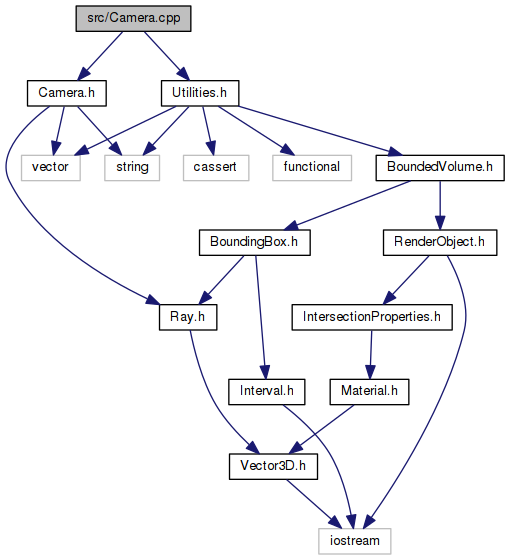 src/Camera.cpp
Camera.h
Utilities.h
vector
string
cassert
functional
BoundedVolume.h
BoundingBox.h
RenderObject.h
Ray.h
IntersectionProperties.h
Interval.h
Material.h
Vector3D.h
iostream